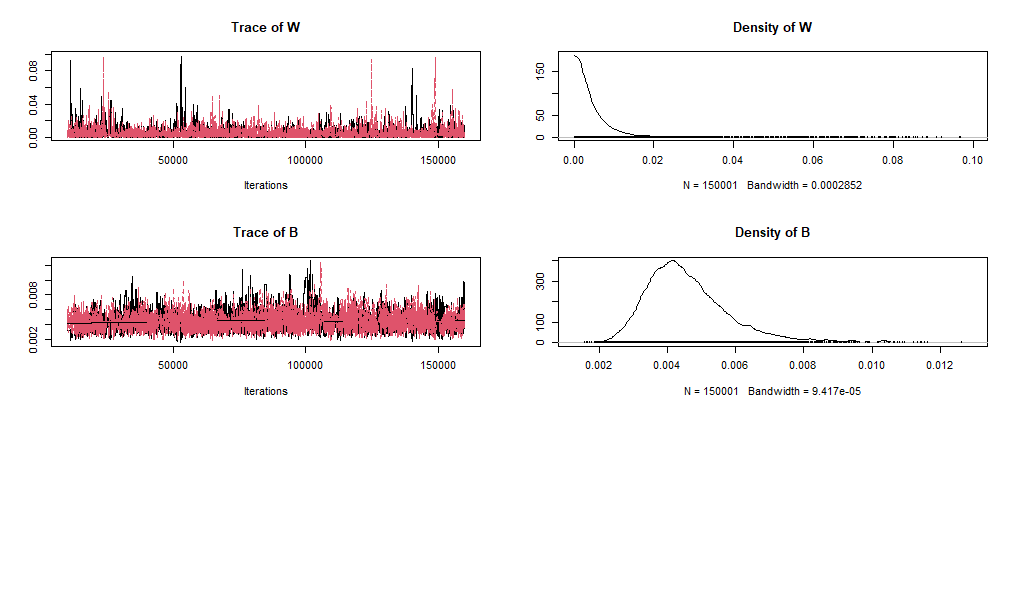 Trace of W
0.00 0.04 0.08
50000 100000 150000
Iterations
Density of W
0 50 150
0.00 0.02 0.04 0.06 0.08 0.10
N = 150001 Bandwidth = 0.0002852
Trace of B
0.002 0.008
50000 100000 150000
Iterations
Density of B
0 100 300
0.002 0.004 0.006 0.008 0.010 0.012
N = 150001 Bandwidth = 9.417e-05